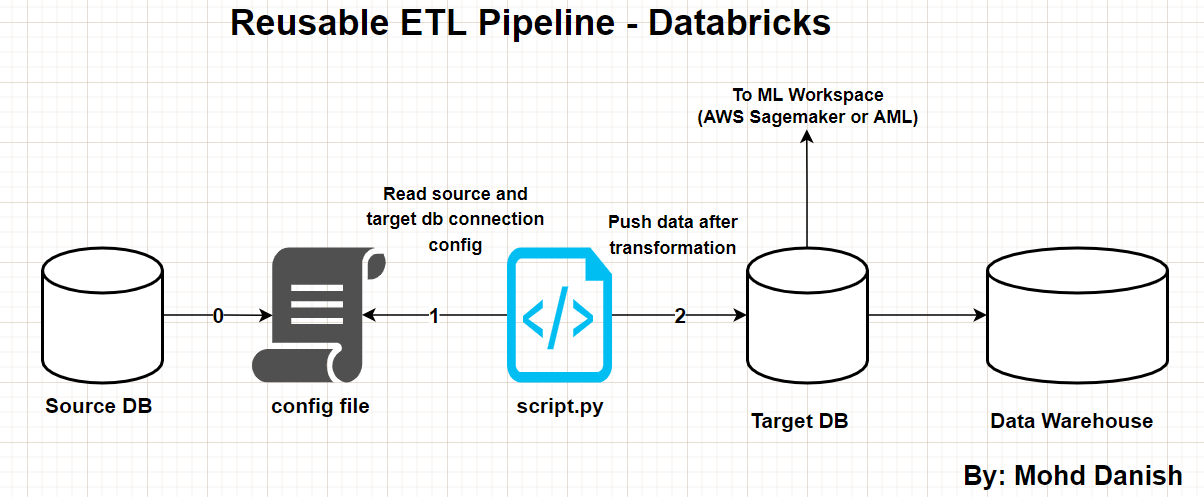 Reusable ETL Pipeline - Databricks
To ML Workspace
(AWS Sagemaker or AML)
Read source and
target db connection
config
Push data after
transformation
0
1
</>
2
Source DB
config file
script.py
Target DB
Data Warehouse
By: Mohd Danish